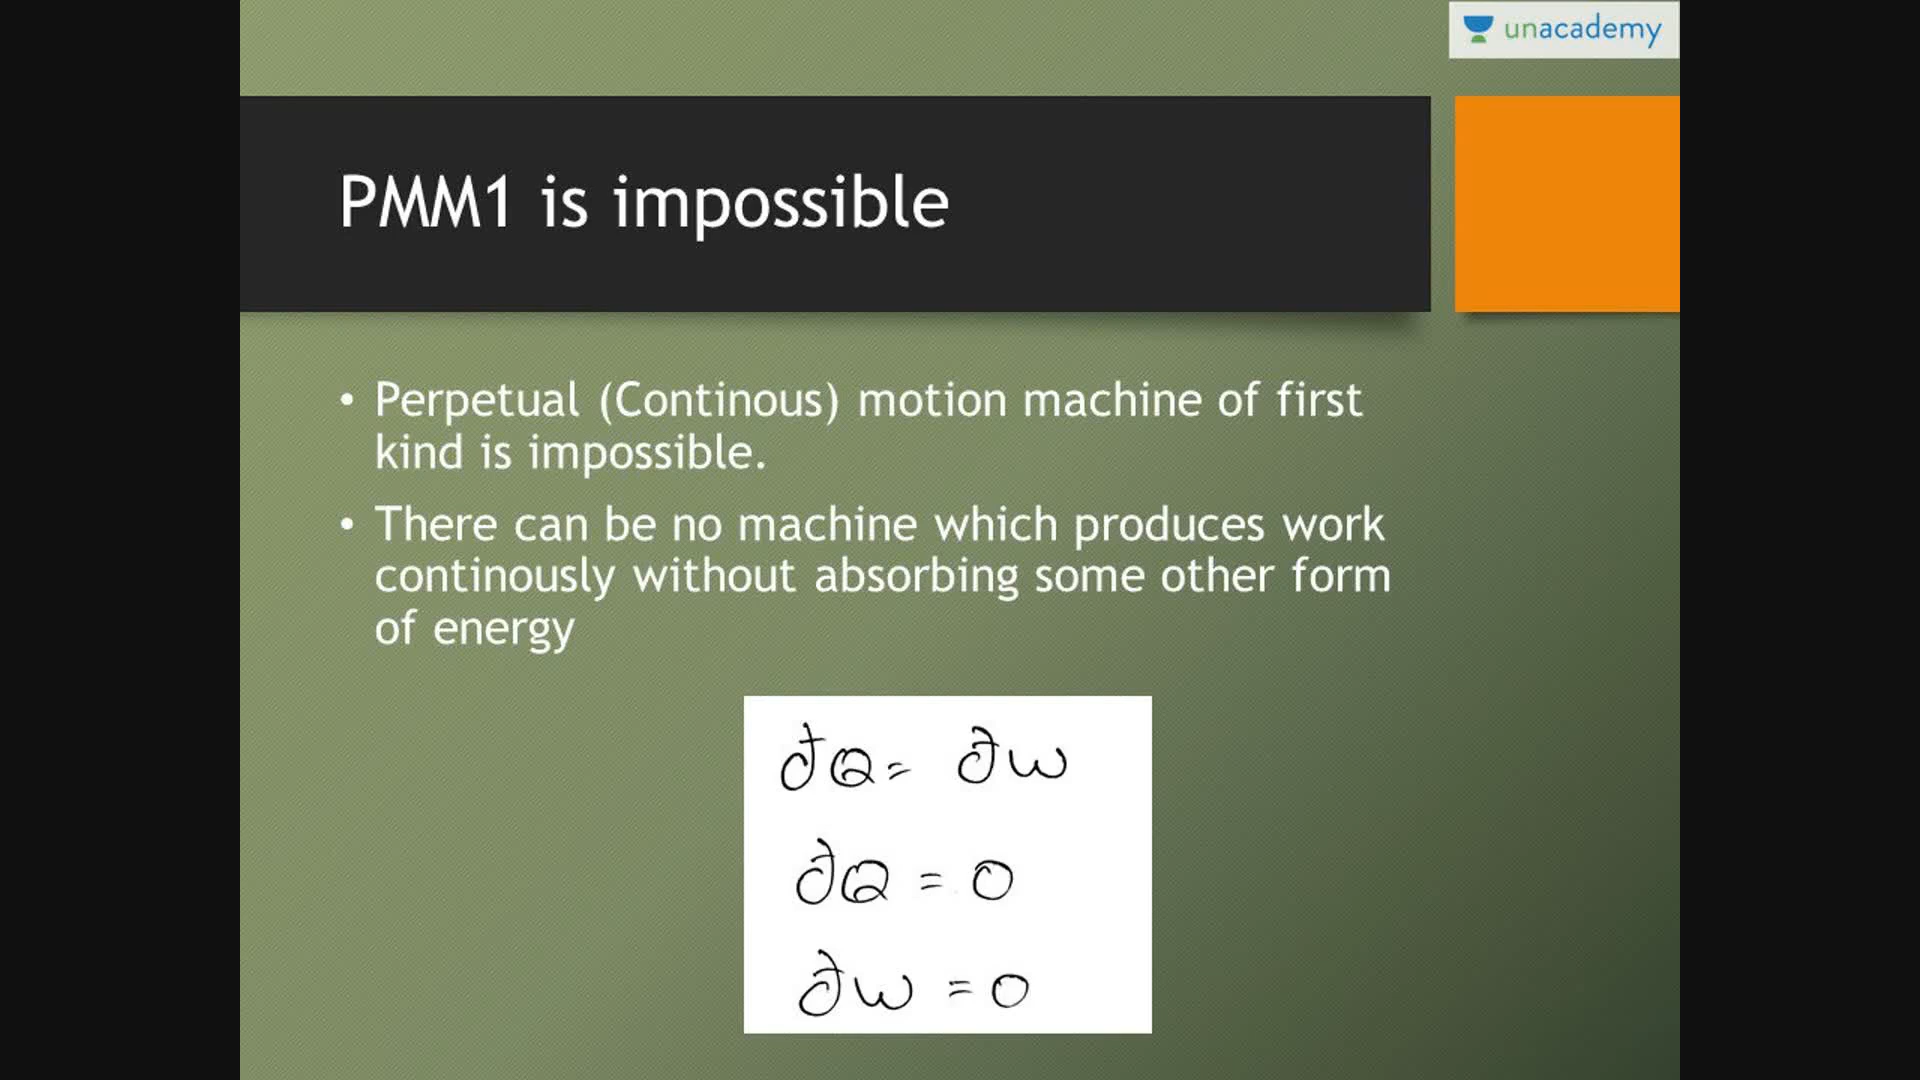 unacademy
PMM1 is impossible
• Perpetual (Continous) motion machine of first
kind is impossible.
• There can be no machine which produces work
continously without absorbing some other form
of energy
∂Q = ∂w
∂Q = 0
∂w = 0